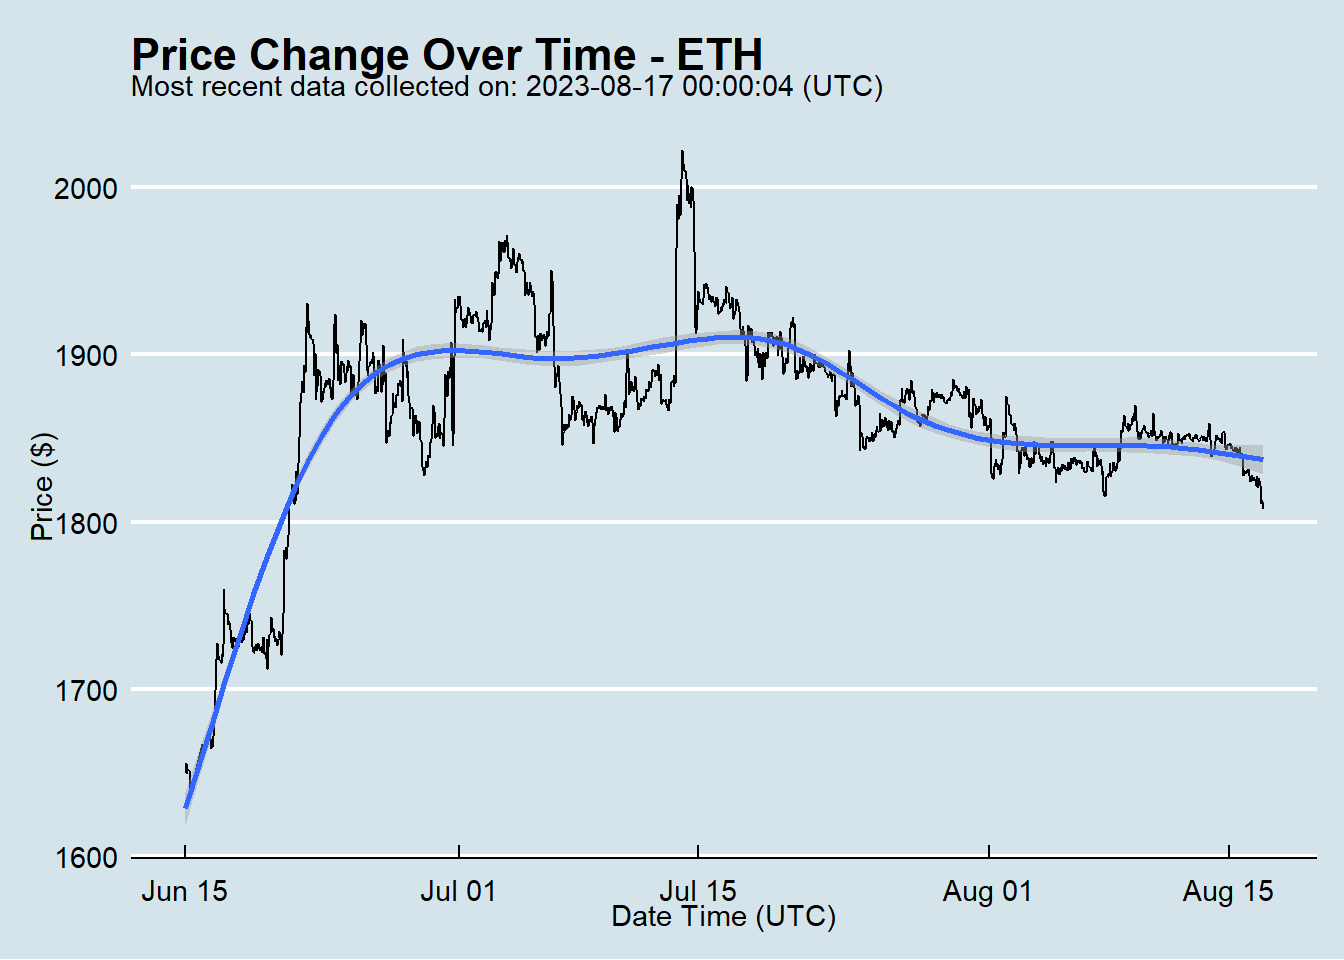 Price Change Over Time - ETH
Most recent data collected on: 2023-08-17 00:00:04 (UTC)
2000
1900
1800
1700
1600
Price ($)
Jun 15 Jul 01 Jul 15 Aug 01 Aug 15
Date Time (UTC)